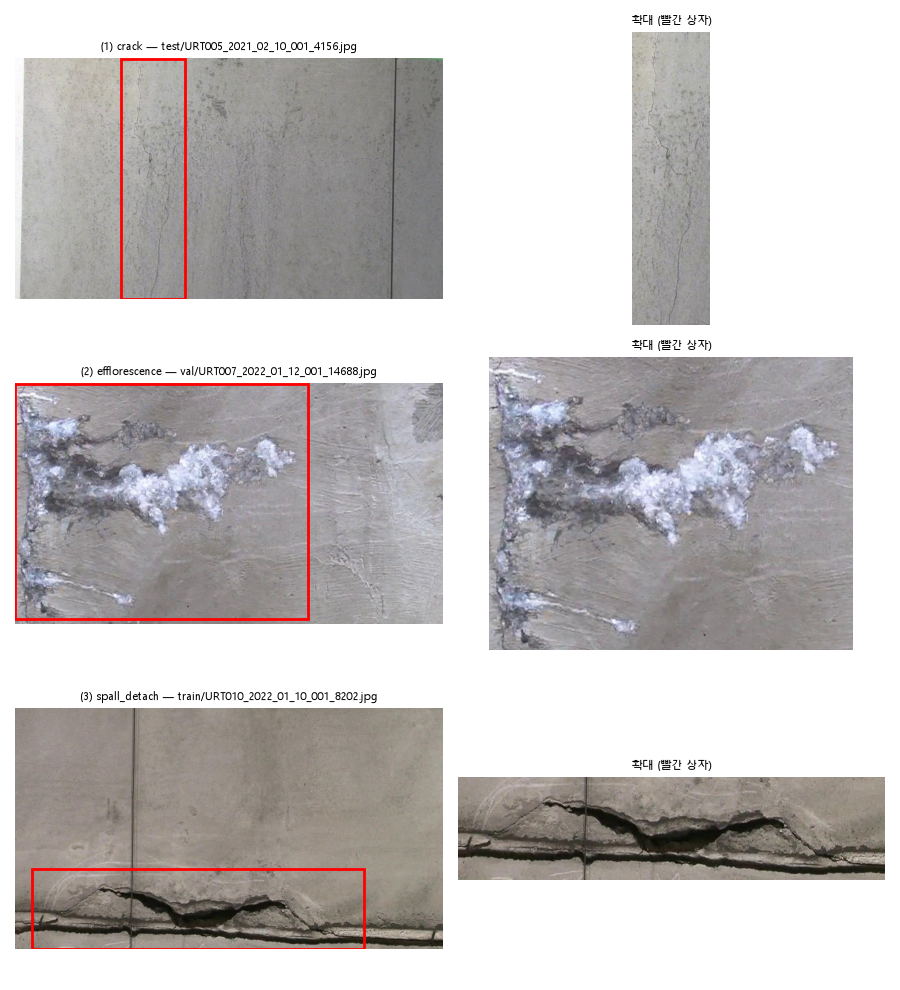 확대 (빨간 상자)
(1) crack — test/URT005_2021_02_10_001_4156.jpg
확대 (빨간 상자)
(2) efflorescence — val/URT007_2022_01_12_001_14688.jpg
(3) spall_detach — train/URT010_2022_01_10_001_8202.jpg
확대 (빨간 상자)